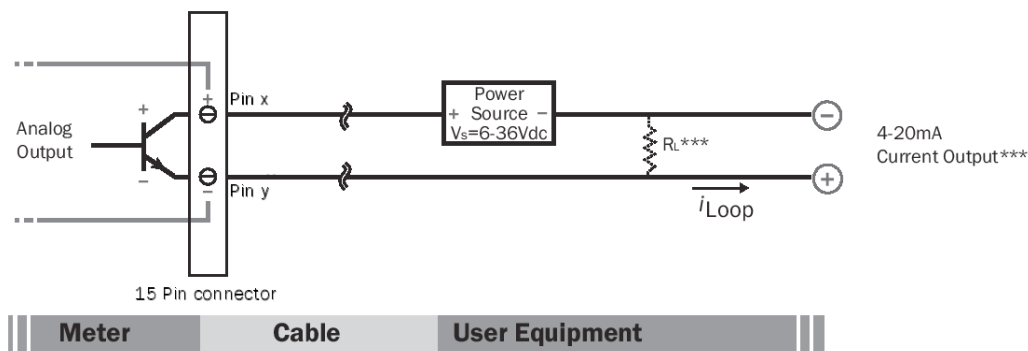 + Pin x
Power
+ Source −
Vs=6-36Vdc
−
+
Analog
Output
RL***
4-20mA
Current Output***
−
− Pin y
+
iLoop
15 Pin connector
Meter Cable User Equipment